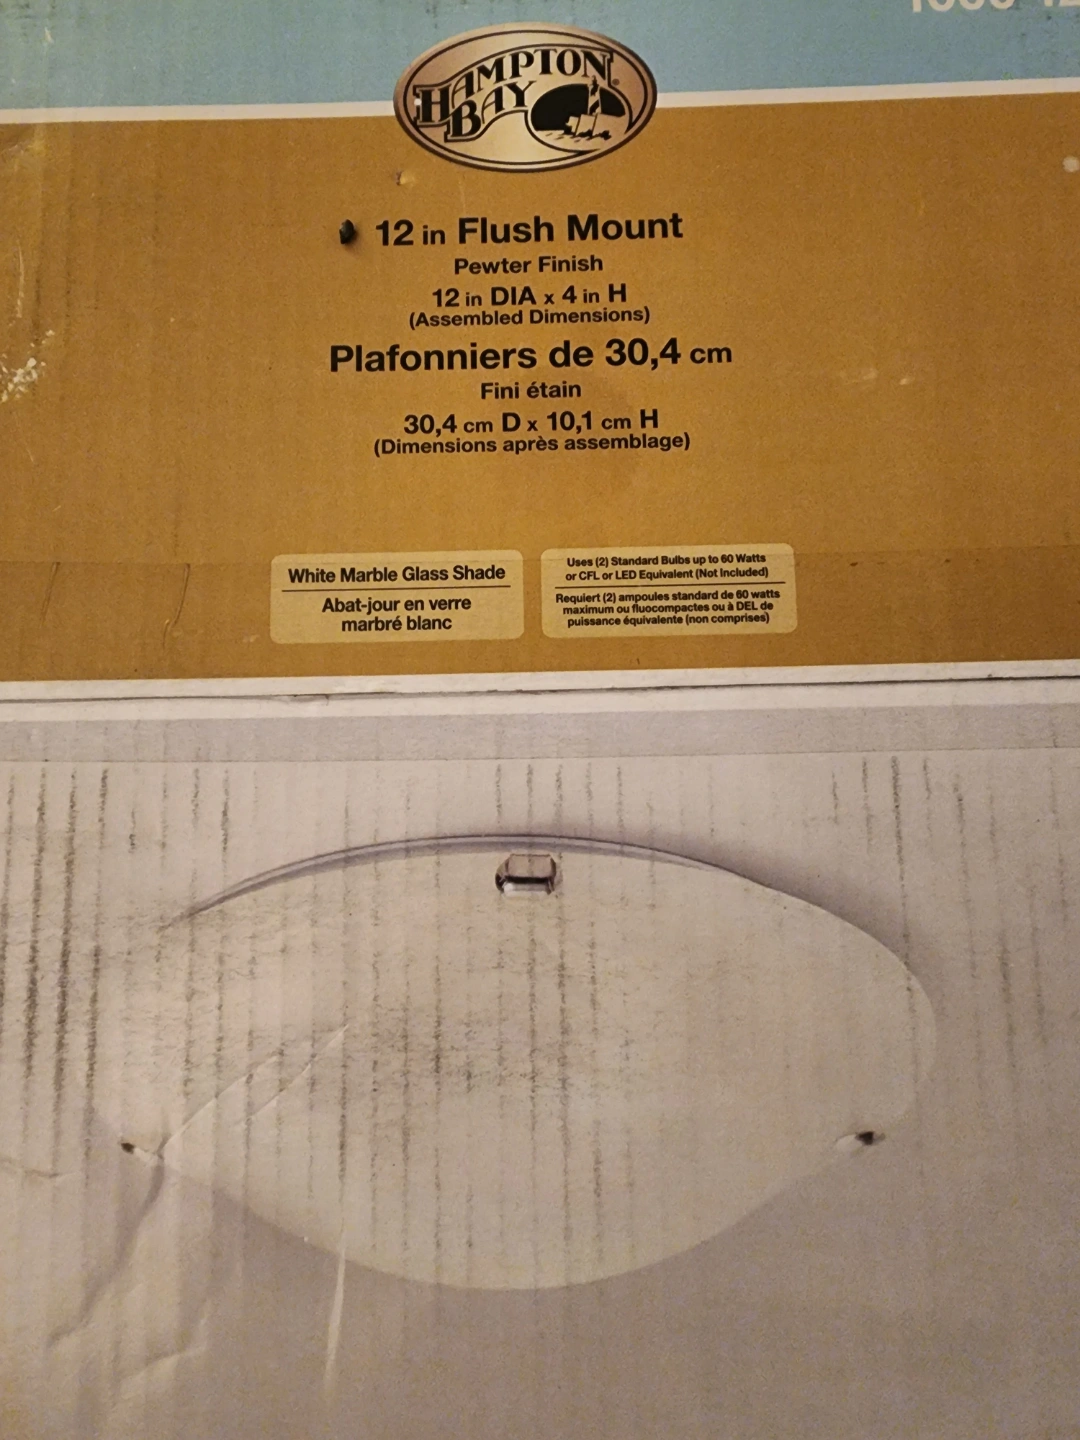 HAMPTON
BAY
12 in Flush Mount
Pewter Finish
12 in DIA x 4 in H
(Assembled Dimensions)
Plafonniers de 30,4 cm
Fini étain
30,4 cm D x 10,1 cm H
(Dimensions après assemblage)
White Marble Glass Shade
Abat-jour en verre
marbré blanc
Uses (2) Standard Bulbs up to 60 Watts
or CFL or LED Equivalent (Not Included)
Requiert (2) ampoules standard de 60 watts
maximum ou fluocompactes ou à DEL de
puissance équivalente (non comprises)